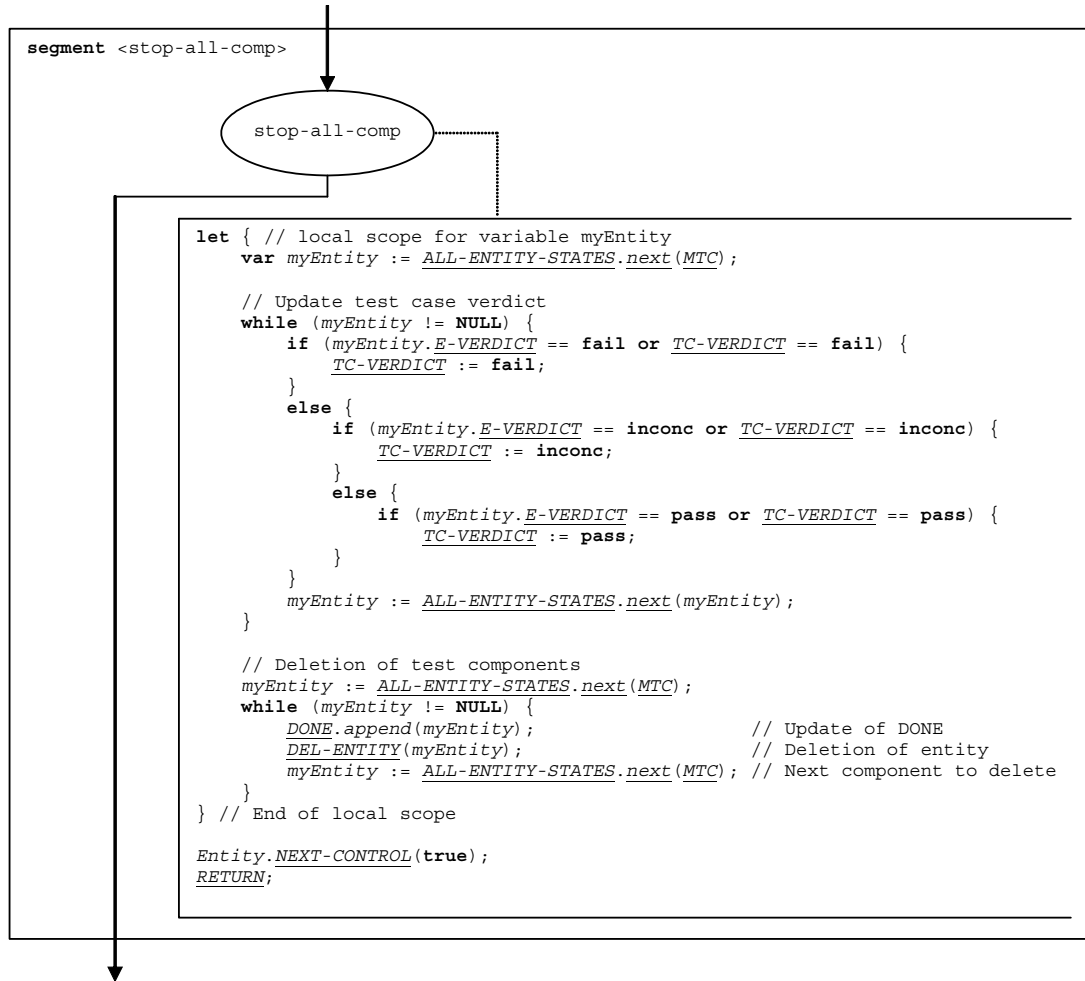 segment <stop-all-comp>
stop-all-comp
let { // local scope for variable myEntity
var myEntity := ALL-ENTITY-STATES.next(MTC);
// Update test case verdict
while (myEntity != NULL) {
if (myEntity.E-VERDICT == fail or TC-VERDICT == fail) {
TC-VERDICT := fail;
}
else {
if (myEntity.E-VERDICT == inconc or TC-VERDICT == inconc) {
TC-VERDICT := inconc;
}
else {
if (myEntity.E-VERDICT == pass or TC-VERDICT == pass) {
TC-VERDICT := pass;
}
}
myEntity := ALL-ENTITY-STATES.next(myEntity);
}
// Deletion of test components
myEntity := ALL-ENTITY-STATES.next(MTC);
while (myEntity != NULL) {
DONE.append(myEntity); // Update of DONE
DEL-ENTITY(myEntity); // Deletion of entity
myEntity := ALL-ENTITY-STATES.next(MTC); // Next component to delete
}
} // End of local scope
Entity.NEXT-CONTROL(true);
RETURN;